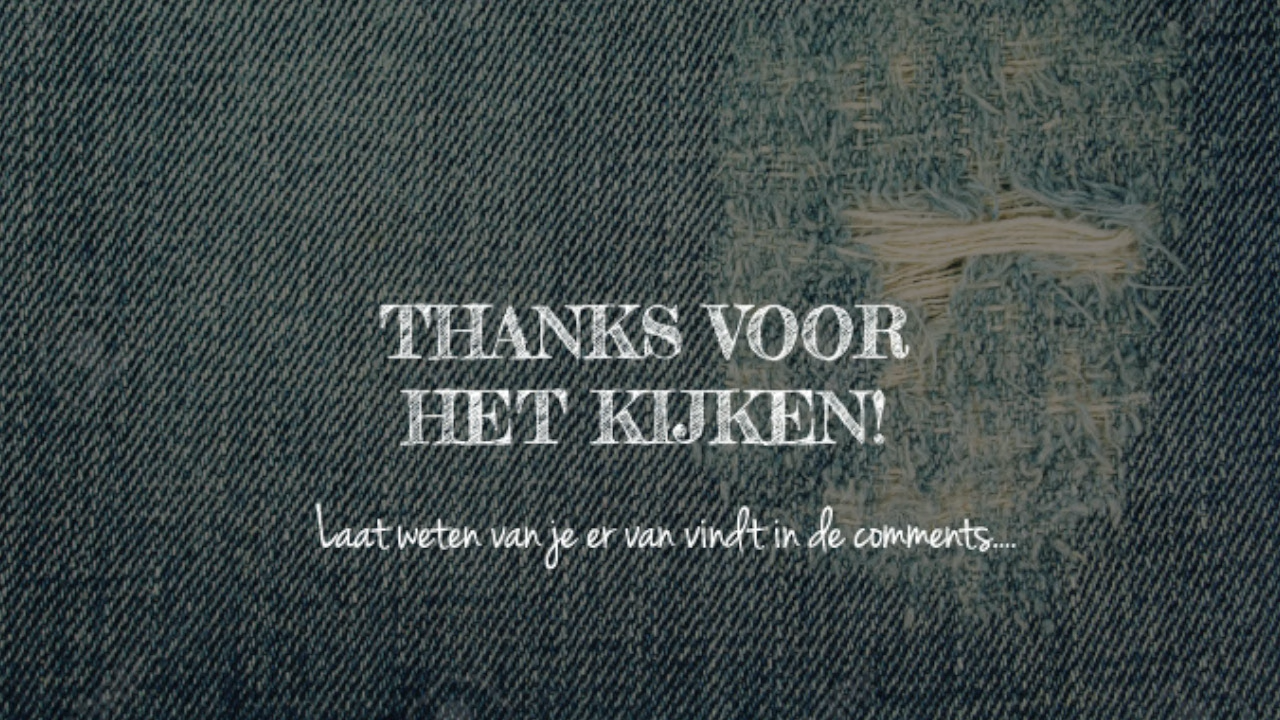 THANKS VOOR
HET KIJKEN!
Laat weten van je er van vindt in de comments....